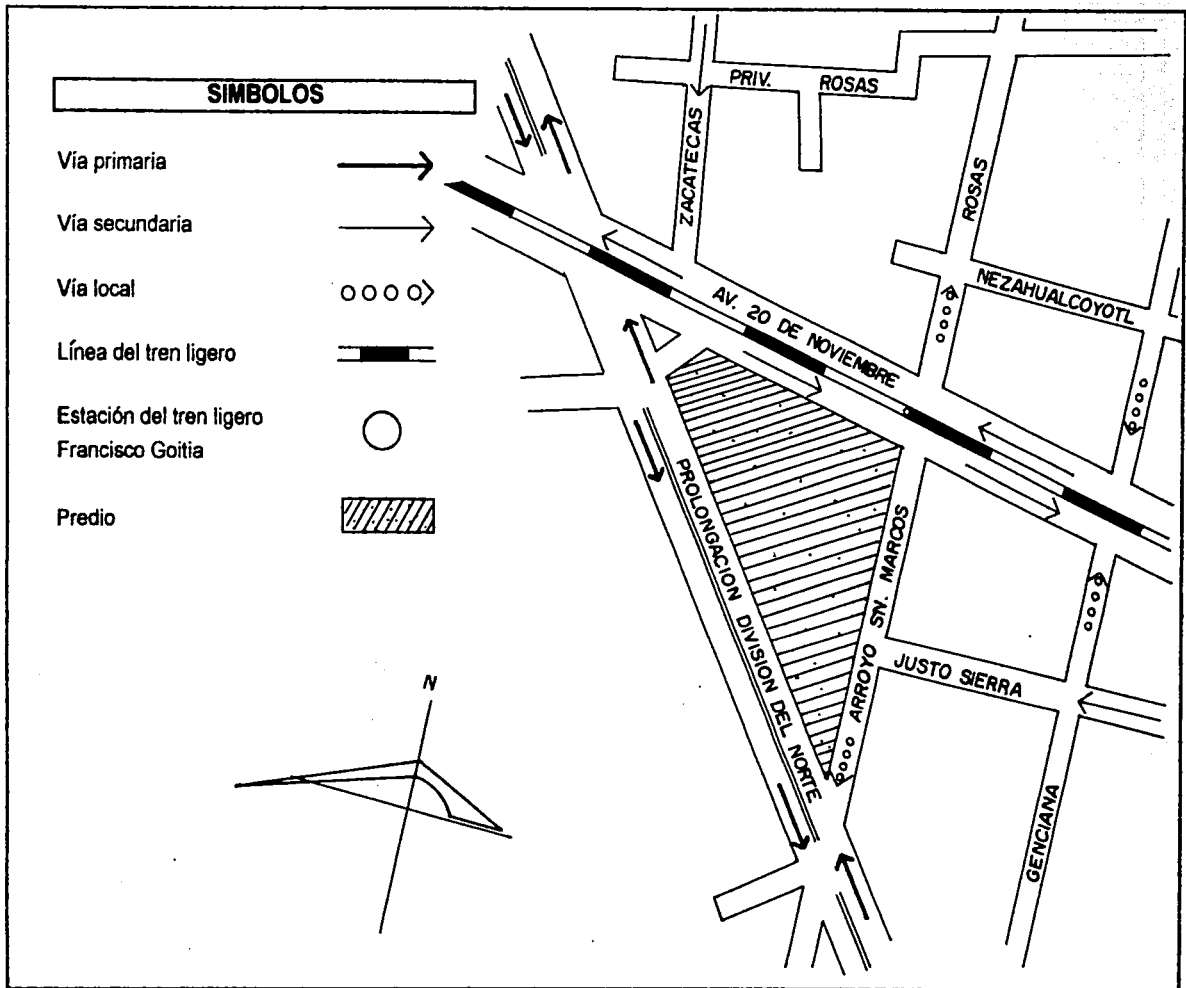 SIMBOLOS
Vía primaria
Vía secundaria
Vía local
Línea del tren ligero
Estación del tren ligero
Francisco Goitia
Predio
N
PRIV. ROSAS
ZACATECAS
ROSAS
NEZAHUALCOYOTL
AV. 20 DE NOVIEMBRE
PROLONGACION DIVISION DEL NORTE
ARROYO SN. MARCOS
JUSTO SIERRA
GENCIANA